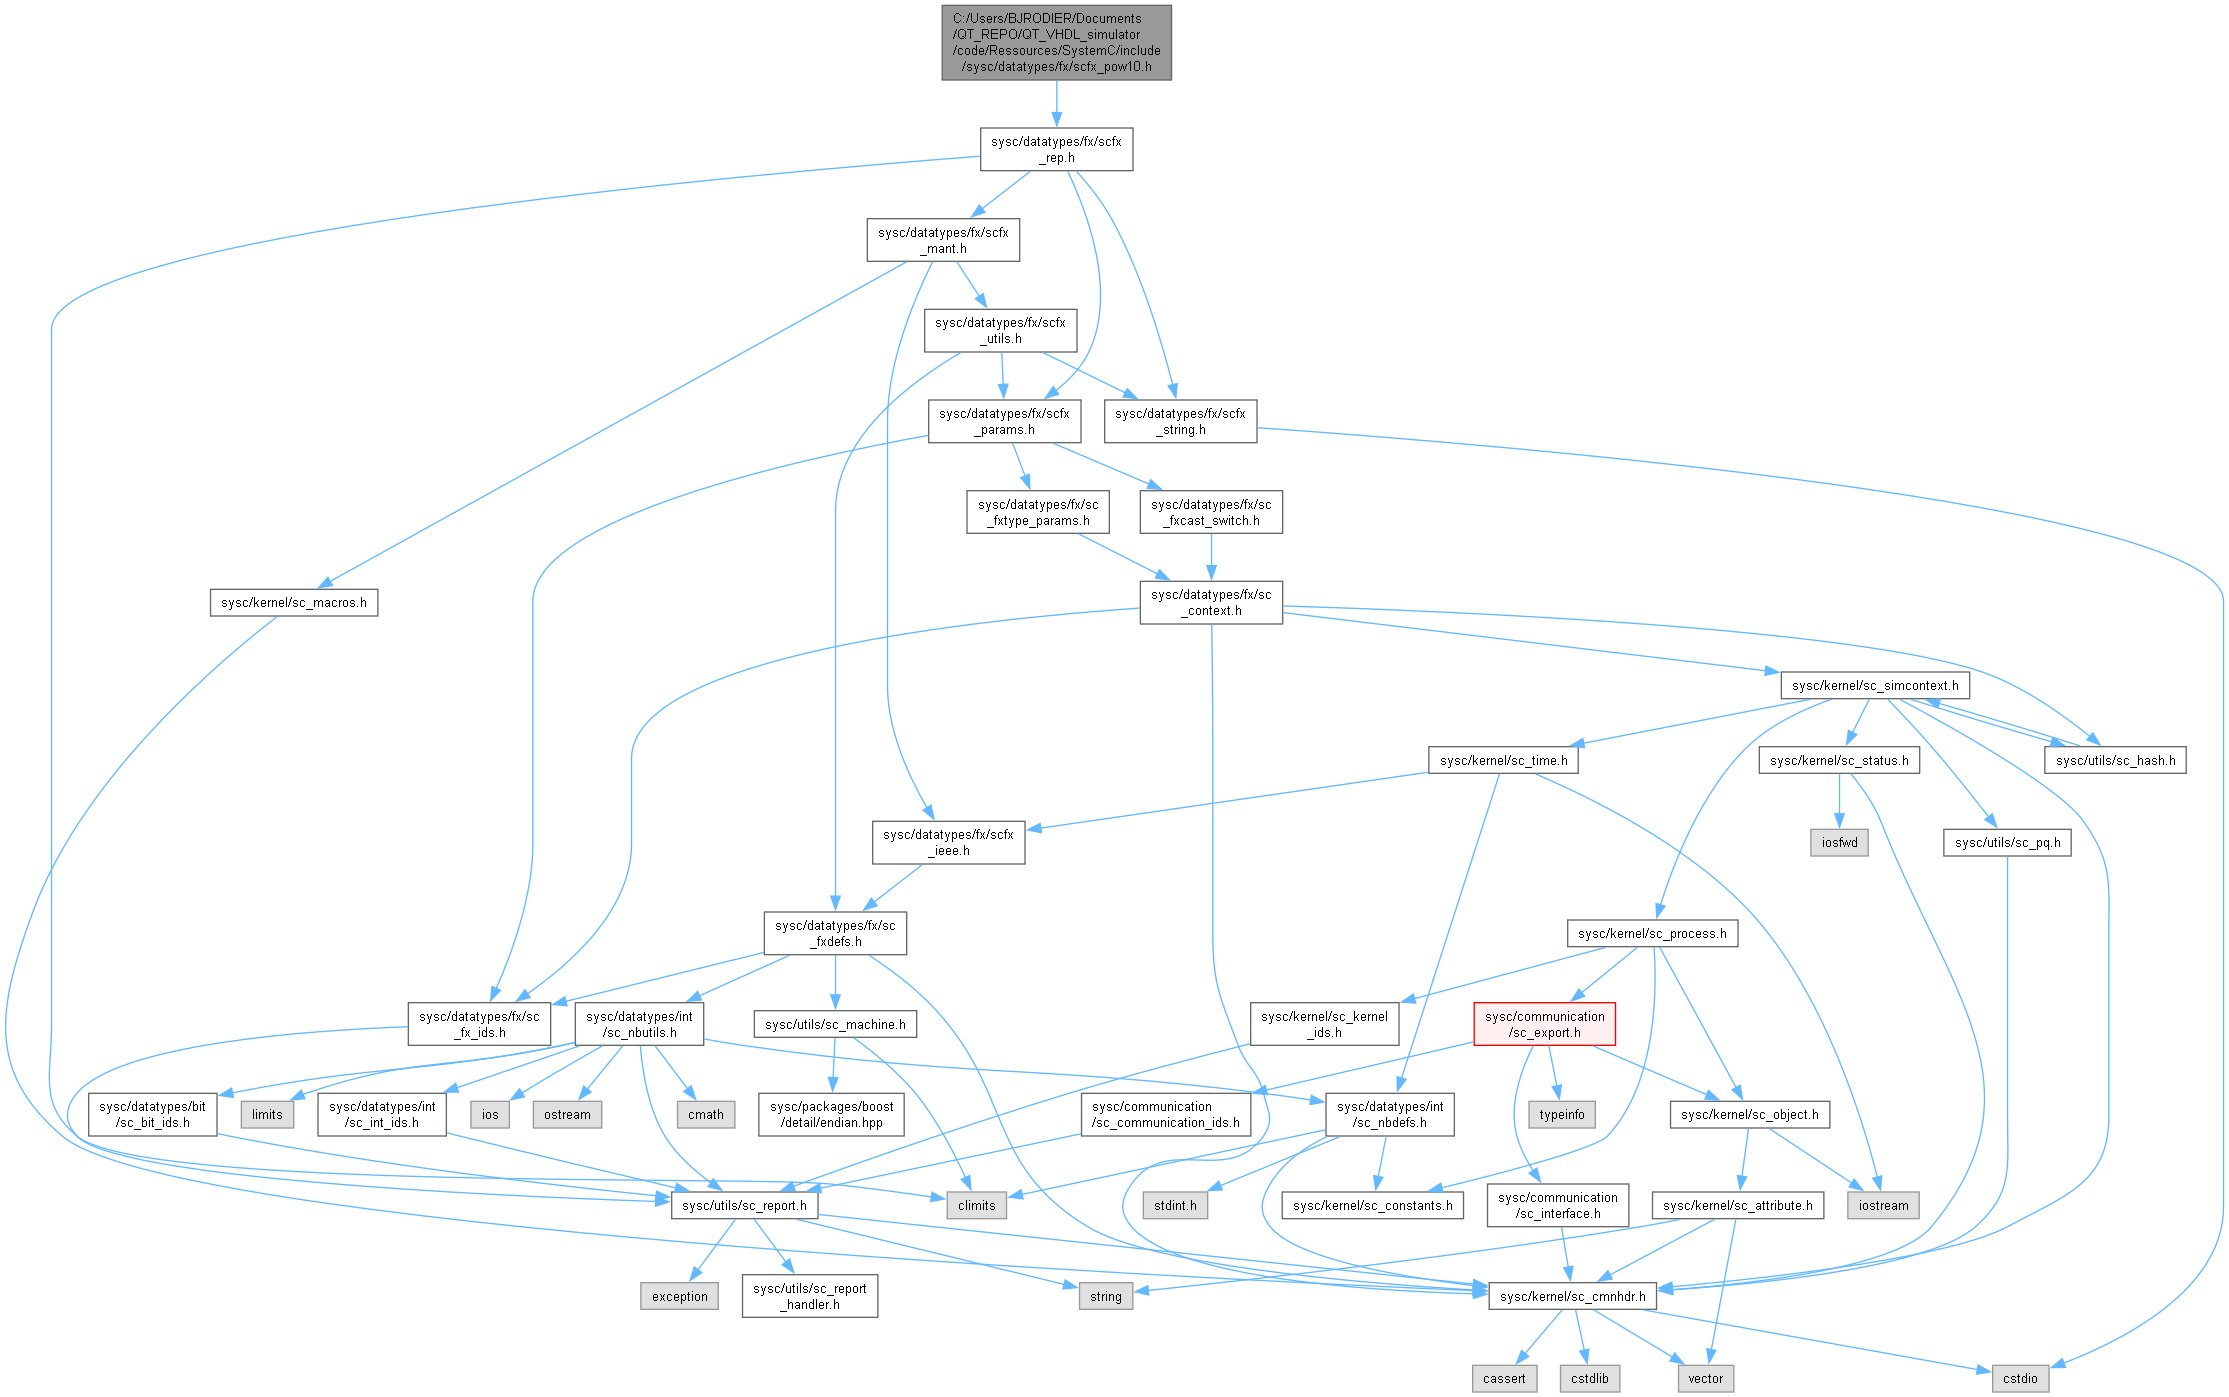 C:/Users/BJRODIER/Documents
/QT_REPO/QT_VHDL_simulator
/code/Ressources/SystemC/include
/sysc/datatypes/fx/scfx_pow10.h
sysc/datatypes/fx/scfx
_rep.h
sysc/datatypes/fx/scfx
_mant.h
sysc/datatypes/fx/scfx
_utils.h
sysc/datatypes/fx/scfx
_params.h
sysc/datatypes/fx/scfx
_string.h
sysc/datatypes/fx/sc
_fxtype_params.h
sysc/datatypes/fx/sc
_fxcast_switch.h
sysc/kernel/sc_macros.h
sysc/datatypes/fx/sc
_context.h
sysc/kernel/sc_simcontext.h
sysc/kernel/sc_time.h
sysc/kernel/sc_status.h
sysc/utils/sc_hash.h
sysc/datatypes/fx/scfx
_ieee.h
iosfwd
sysc/utils/sc_pq.h
sysc/datatypes/fx/sc
_fxdefs.h
sysc/kernel/sc_process.h
sysc/datatypes/fx/sc
_fx_ids.h
sysc/datatypes/int
/sc_nbutils.h
sysc/utils/sc_machine.h
sysc/kernel/sc_kernel
_ids.h
sysc/communication
/sc_export.h
sysc/datatypes/bit
/sc_bit_ids.h
limits
sysc/datatypes/int
/sc_int_ids.h
ios
ostream
cmath
sysc/packages/boost
/detail/endian.hpp
sysc/communication
/sc_communication_ids.h
sysc/datatypes/int
/sc_nbdefs.h
typeinfo
sysc/kernel/sc_object.h
sysc/utils/sc_report.h
climits
stdint.h
sysc/kernel/sc_constants.h
sysc/communication
/sc_interface.h
sysc/kernel/sc_attribute.h
iostream
exception
sysc/utils/sc_report
_handler.h
string
sysc/kernel/sc_cmnhdr.h
cassert
cstdlib
vector
cstdio